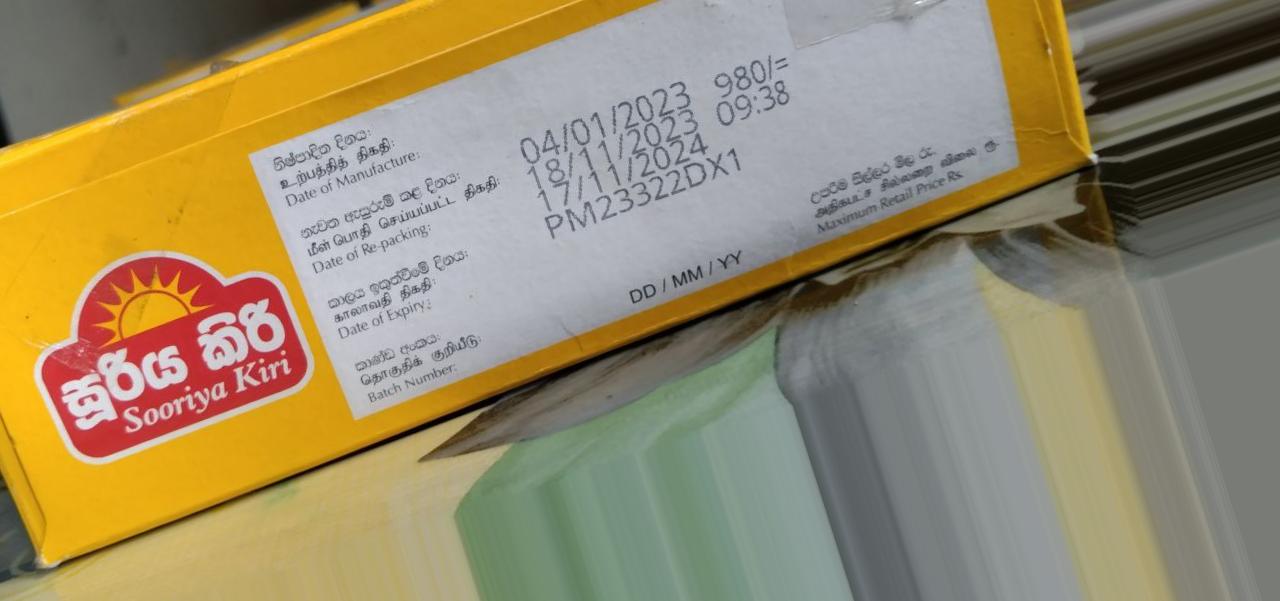 නිෂ්පාදිත දිනය:
உற்பத்தித் திகதி:
Date of Manufacture:
නැවත ඇසුරුම් කල දිනය:
மீள் பொதி செய்யப்பட்ட திகதி:
Date of Re-packing:
කාලය ඉකුත්වීමේ දිනය:
காலாவதி திகதி:
Date of Expiry:
කාණ්ඩ අංකය:
தொகுதிக் குறியீடு:
Batch Number:
04/01/2023 980/=
18/11/2023 09:38
17/11/2024
PM23322DX1
DD / MM / YY
උපරිම සිල්ලර මිල රු.
அதிகபட்ச சில்லறை விலை ரூ.
Maximum Retail Price Rs.
සූරිය කිරි
Sooriya Kiri